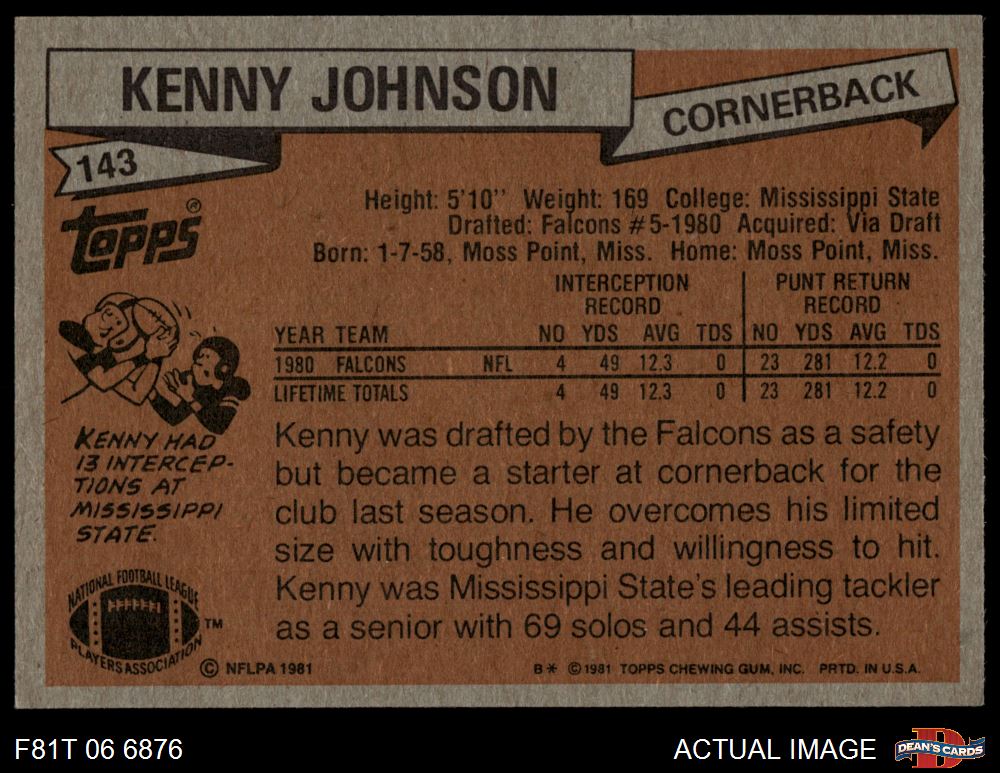 KENNY JOHNSON
CORNERBACK
143
TOPPS®
Height: 5'10" Weight: 169 College: Mississippi State
Drafted: Falcons #5-1980 Acquired: Via Draft
Born: 1-7-58, Moss Point, Miss. Home: Moss Point, Miss.
INTERCEPTION RECORD PUNT RETURN RECORD
YEAR TEAM NO YDS AVG TDS NO YDS AVG TDS
1980 FALCONS NFL 4 49 12.3 0 23 281 12.2 0
LIFETIME TOTALS 4 49 12.3 0 23 281 12.2 0
KENNY HAD
13 INTERCEP-
TIONS AT
MISSISSIPPI
STATE.
Kenny was drafted by the Falcons as a safety
but became a starter at cornerback for the
club last season. He overcomes his limited
size with toughness and willingness to hit.
Kenny was Mississippi State's leading tackler
as a senior with 69 solos and 44 assists.
NATIONAL FOOTBALL LEAGUE
PLAYERS ASSOCIATION
TM
© NFLPA 1981
B* © 1981 TOPPS CHEWING GUM, INC. PRTD. IN U.S.A.
F81T 06 6876
ACTUAL IMAGE
D
DEAN'S CARDS